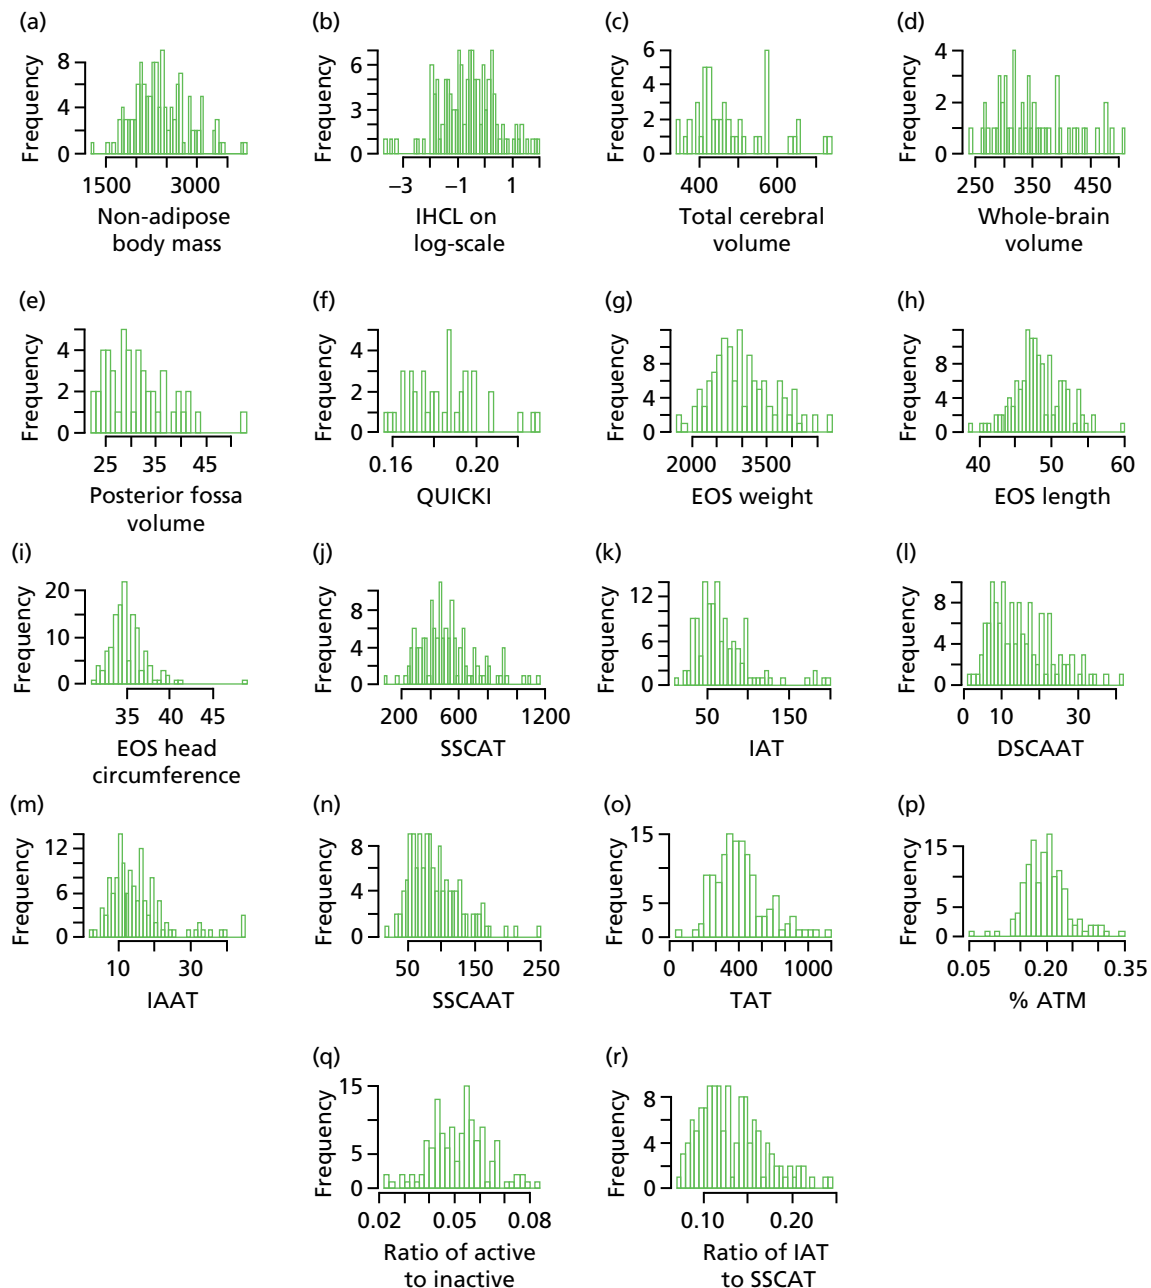 (a)
Frequency
8
4
0
1500 3000
Non-adipose
body mass
(b)
Frequency
6
3
0
−3 −1 1
IHCL on
log-scale
(c)
Frequency
6
4
2
0
400 600
Total cerebral
volume
(d)
Frequency
4
2
0
250 350 450
Whole-brain
volume
(e)
Frequency
4
2
0
25 35 45
Posterior fossa
volume
(f)
Frequency
4
2
0
0.16 0.20
QUICKI
(g)
Frequency
8
4
0
2000 3500
EOS weight
(h)
Frequency
8
4
0
40 50 60
EOS length
(i)
Frequency
20
10
0
35 40 45
EOS head
circumference
(j)
Frequency
8
4
0
200 600 1200
SSCAT
(k)
Frequency
12
6
0
50 150
IAT
(l)
Frequency
8
4
0
0 10 30
DSCAAT
(m)
Frequency
12
6
0
10 30
IAAT
(n)
Frequency
8
4
0
50 150 250
SSCAAT
(o)
Frequency
15
10
5
0
0 400 1000
TAT
(p)
Frequency
15
5
0
0.05 0.20 0.35
% ATM
(q)
Frequency
15
5
0
0.02 0.05 0.08
Ratio of active
to inactive
(r)
Frequency
8
4
0
0.10 0.20
Ratio of IAT
to SSCAT